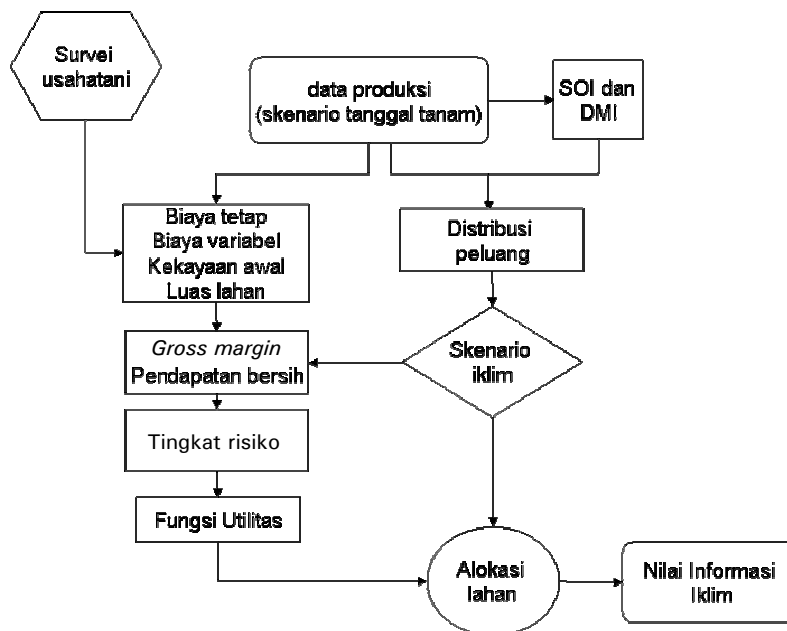 Survei
usahatani
data produksi
(skenario tanggal tanam)
SOI dan
DMI
Biaya tetap
Biaya variabel
Kekayaan awal
Luas lahan
Distribusi
peluang
Gross margin
Pendapatan bersih
Skenario
iklim
Tingkat risiko
Fungsi Utilitas
Alokasi
lahan
Nilai Informasi
Iklim